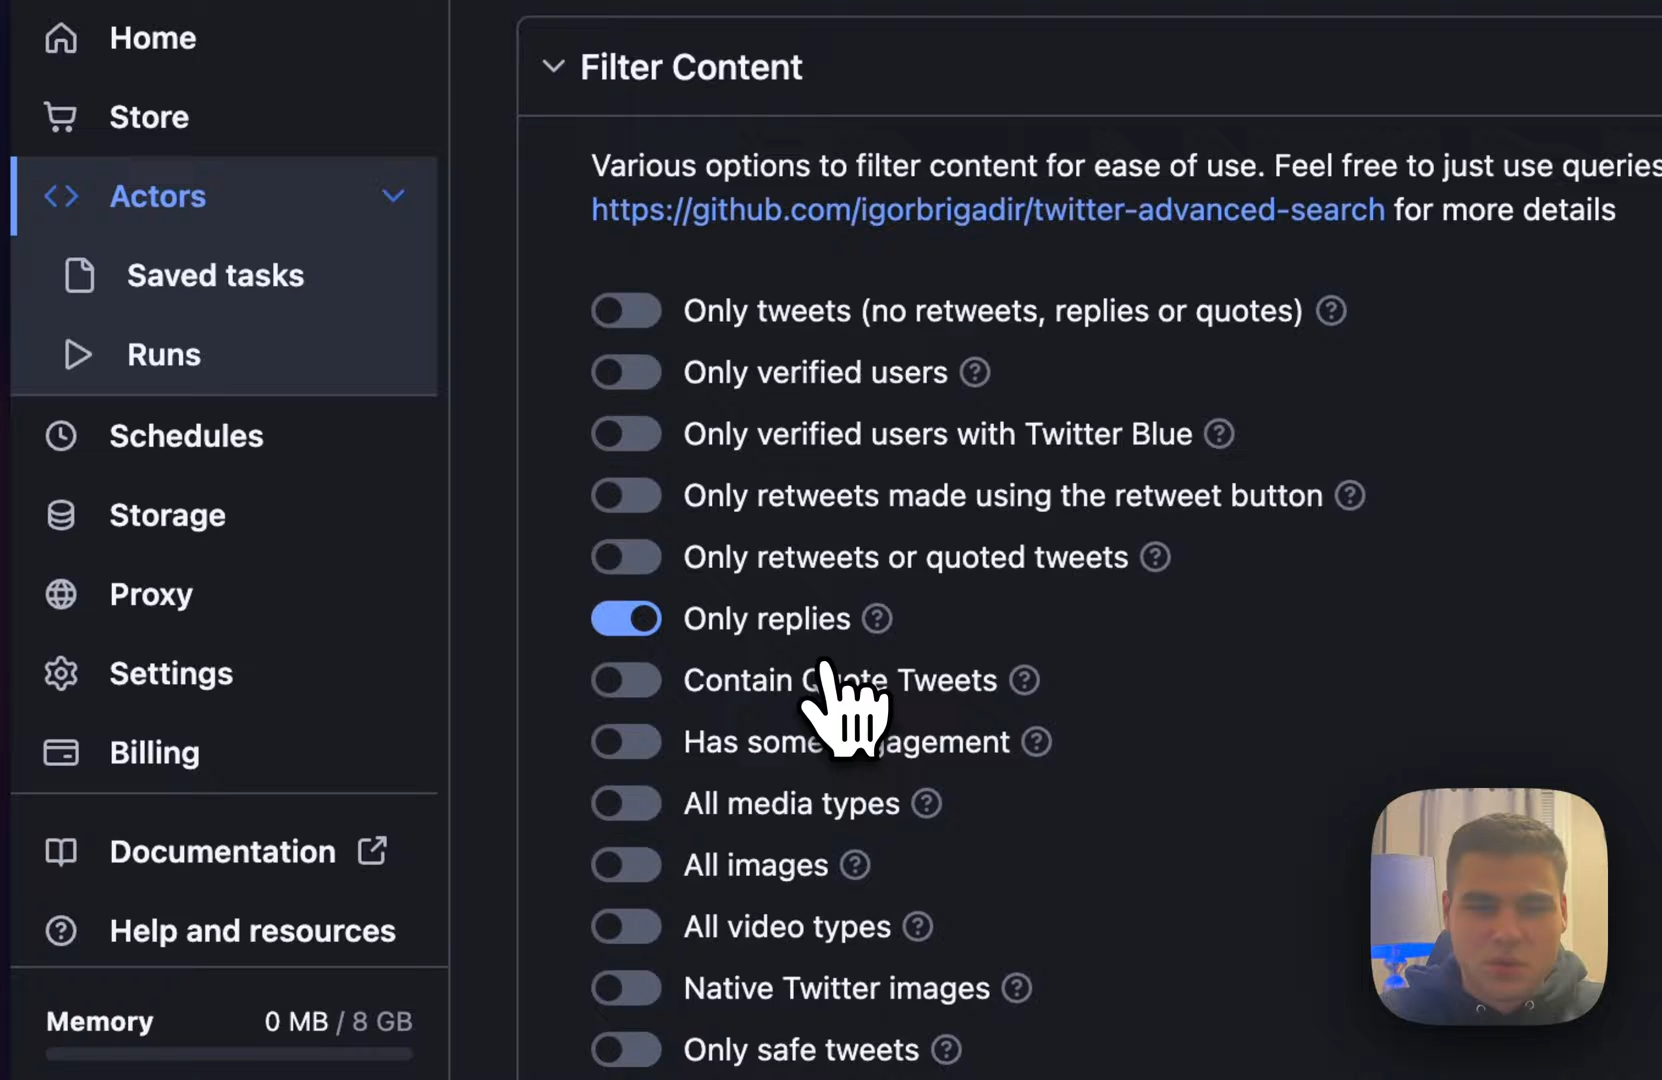 Home
Store
Actors
Saved tasks
Runs
Schedules
Storage
Proxy
Settings
Billing
Documentation
Help and resources
Memory 0 MB / 8 GB
Filter Content
Various options to filter content for ease of use. Feel free to just use queries
https://github.com/igorbrigadir/twitter-advanced-search for more details
Only tweets (no retweets, replies or quotes)
Only verified users
Only verified users with Twitter Blue
Only retweets made using the retweet button
Only retweets or quoted tweets
Only replies
Contain Quote Tweets
Has some engagement
All media types
All images
All video types
Native Twitter images
Only safe tweets